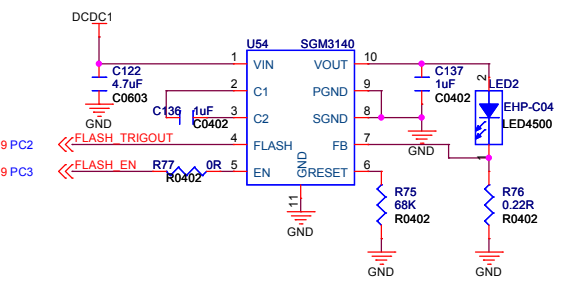 DCDC1
U54 SGM3140
1 VIN VOUT 10
C122
4.7uF
C0603
GND
2 C1 PGND 9
C136 1uF
C0402
3 C2 SGND 8
C137
1uF
C0402
GND
2 LED2
EHP-C04
LED4500
1
9 PC2 FLASH_TRIGOUT 4 FLASH FB 7
9 PC3 FLASH_EN R77 0R 5 EN GRESET 6
R0402
GND
11
GND
R75
68K
R0402
GND
R76
0.22R
R0402
GND